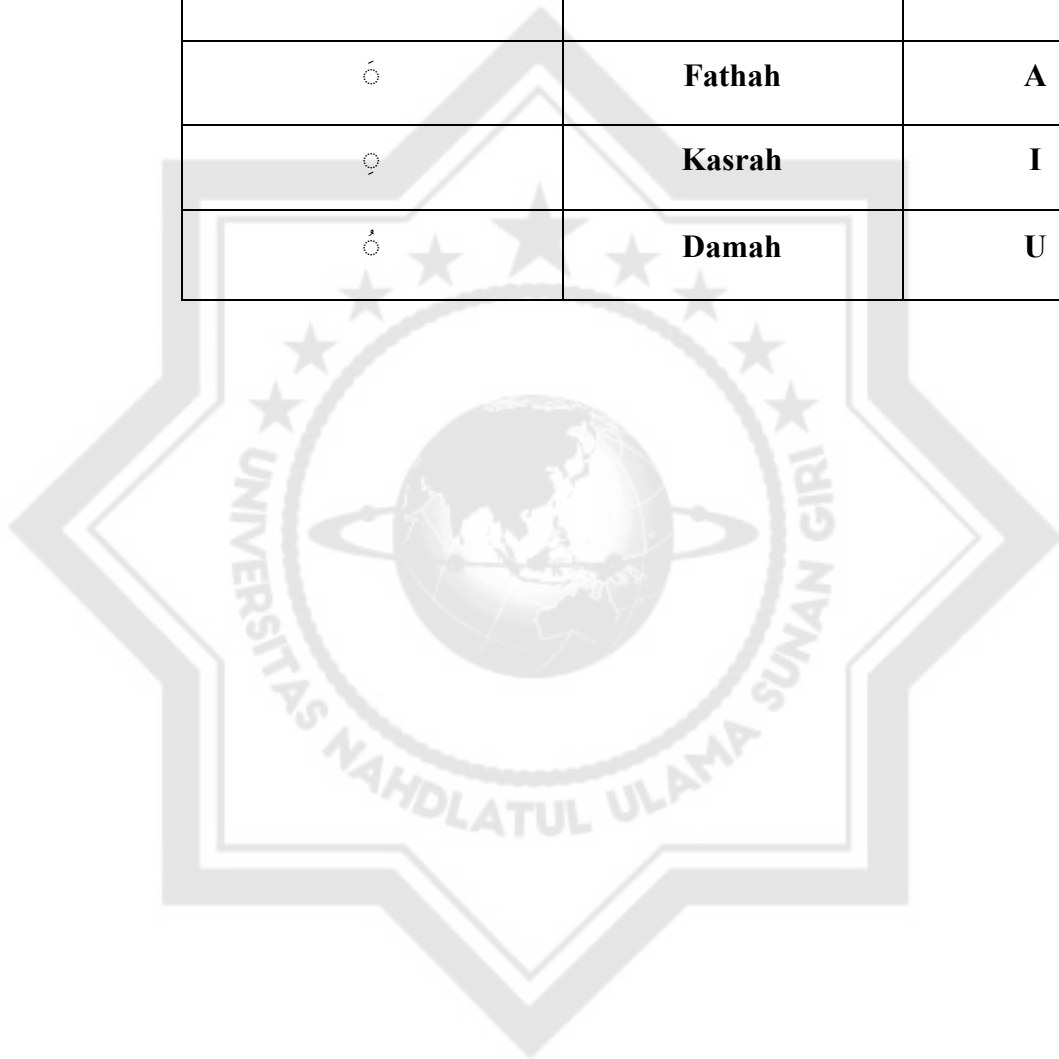 ◌َ Fathah A
◌ِ Kasrah I
◌ُ Damah U
UNIVERSITAS NAHDLATUL ULAMA SUNAN GIRI